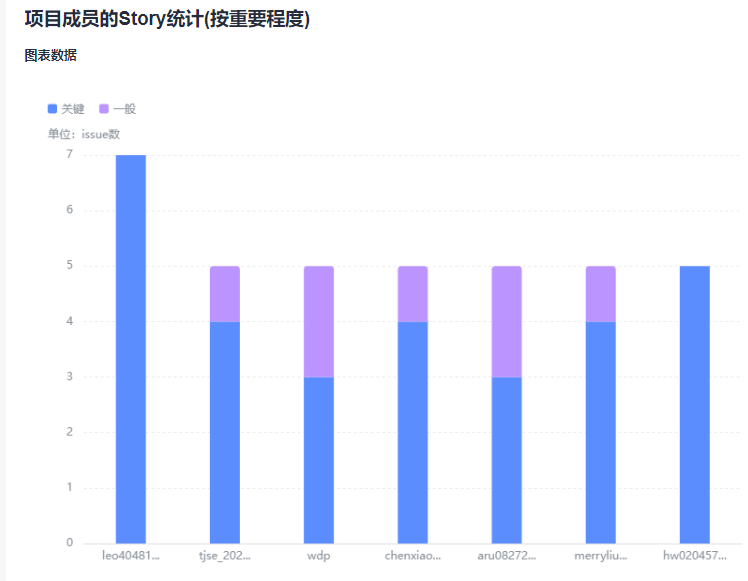 项目成员的Story统计(按重要程度)
图表数据
关键 一般
单位：issue数
7
6
5
4
3
2
1
0
leo40481... tjse_202... wdp chenxiao... aru08272... merryliu... hw020457...